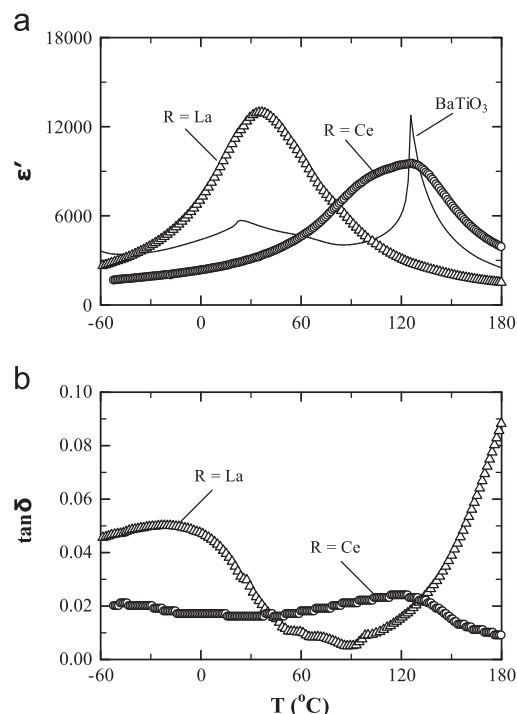 a
18000
12000
6000
0
ε′
R = La
R = Ce
BaTiO₃
-60 0 60 120 180
b
0.10
0.08
0.06
0.04
0.02
0.00
tanδ
R = La
R = Ce
-60 0 60 120 180
T (°C)